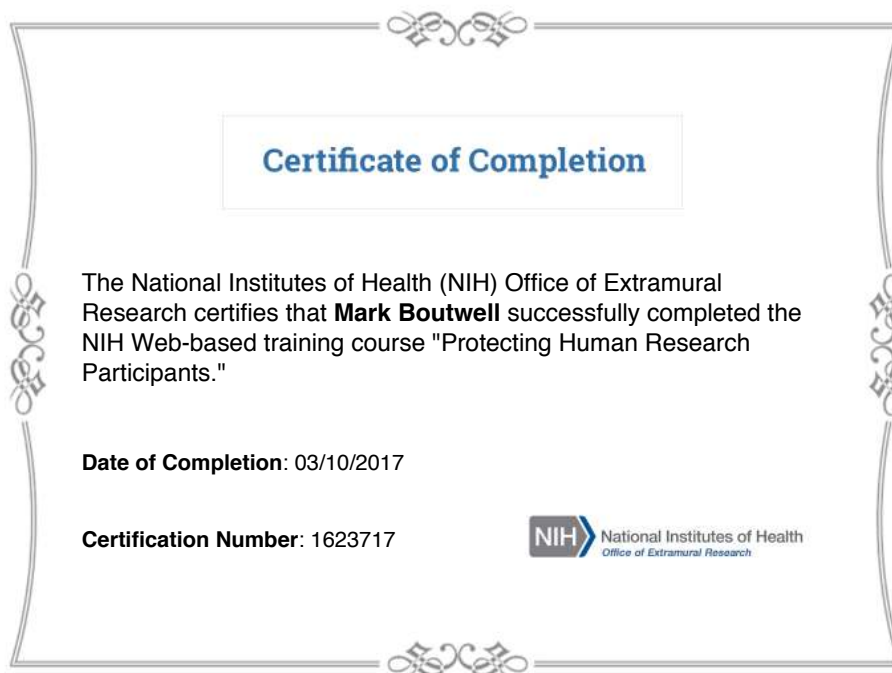 Certificate of Completion
The National Institutes of Health (NIH) Office of Extramural
Research certifies that Mark Boutwell successfully completed the
NIH Web-based training course "Protecting Human Research
Participants."
Date of Completion: 03/10/2017
Certification Number: 1623717
NIH National Institutes of Health
Office of Extramural Research